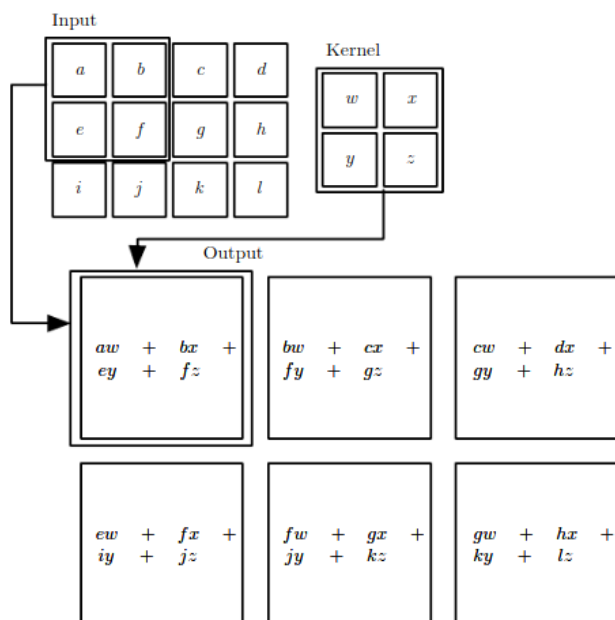 Input
Kernel
a b c d
w x
e f g h
y z
i j k l
Output
aw + bx +
ey + fz
bw + cx +
fy + gz
cw + dx +
gy + hz
ew + fx +
iy + jz
fw + gx +
jy + kz
gw + hx +
ky + lz